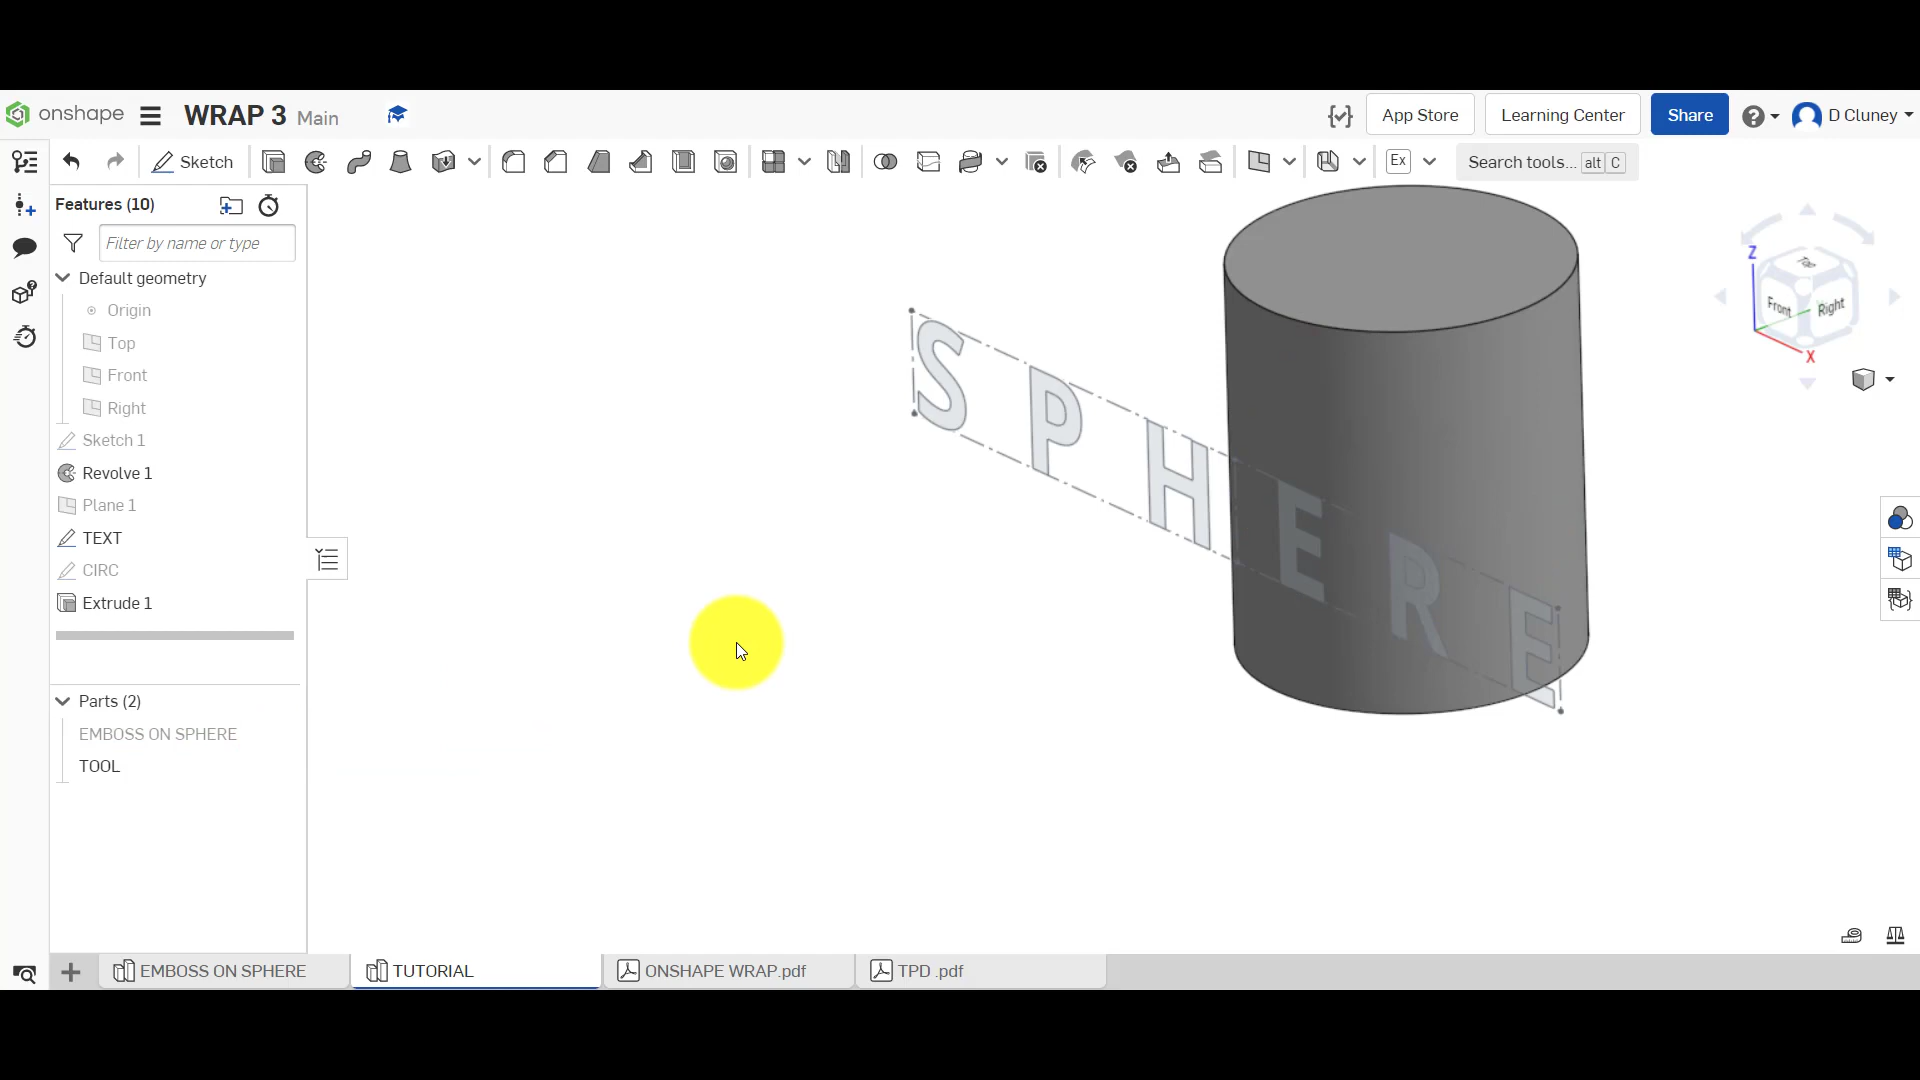 onshape WRAP 3 Main App Store Learning Center Share ? D Cluney
Sketch Ex Search tools... alt C
Features (10)
Filter by name or type
Default geometry
Origin
Top
Front
Right
Sketch 1
Revolve 1
Plane 1
TEXT
CIRC
Extrude 1
Parts (2)
EMBOSS ON SPHERE
TOOL
SPHERE
Z
Top
Front Right
X
EMBOSS ON SPHERE TUTORIAL ONSHAPE WRAP.pdf TPD .pdf